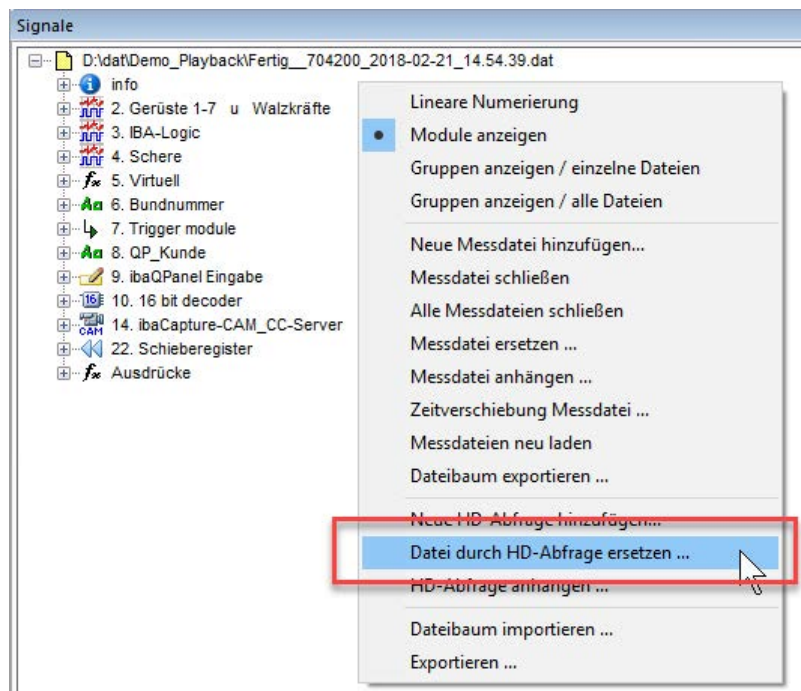 Signale
D:\dat\Demo_Playback\Fertig__704200_2018-02-21_14.54.39.dat
info
2. Gerüste 1-7 u Walzkräfte
3. IBA-Logic
4. Schere
5. Virtuell
6. Bundnummer
7. Trigger module
8. QP_Kunde
9. ibaQPanel Eingabe
10. 16 bit decoder
14. ibaCapture-CAM_CC-Server
22. Schieberegister
Ausdrücke
Lineare Numerierung
Module anzeigen
Gruppen anzeigen / einzelne Dateien
Gruppen anzeigen / alle Dateien
Neue Messdatei hinzufügen...
Messdatei schließen
Alle Messdateien schließen
Messdatei ersetzen ...
Messdatei anhängen ...
Zeitverschiebung Messdatei ...
Messdateien neu laden
Dateibaum exportieren ...
Neue HD-Abfrage hinzufügen...
Datei durch HD-Abfrage ersetzen ...
HD-Abfrage anhängen ...
Dateibaum importieren ...
Exportieren ...